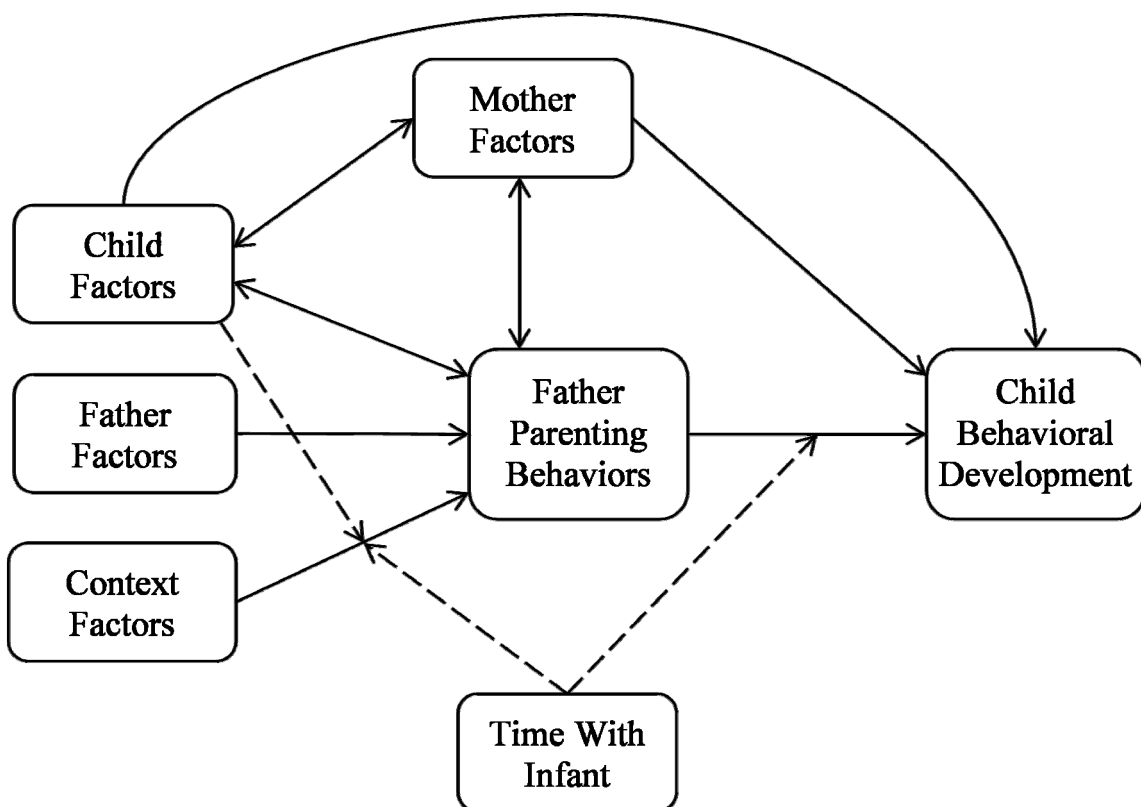 Mother
Factors
Child
Factors
Father
Factors
Father
Parenting
Behaviors
Child
Behavioral
Development
Context
Factors
Time With
Infant